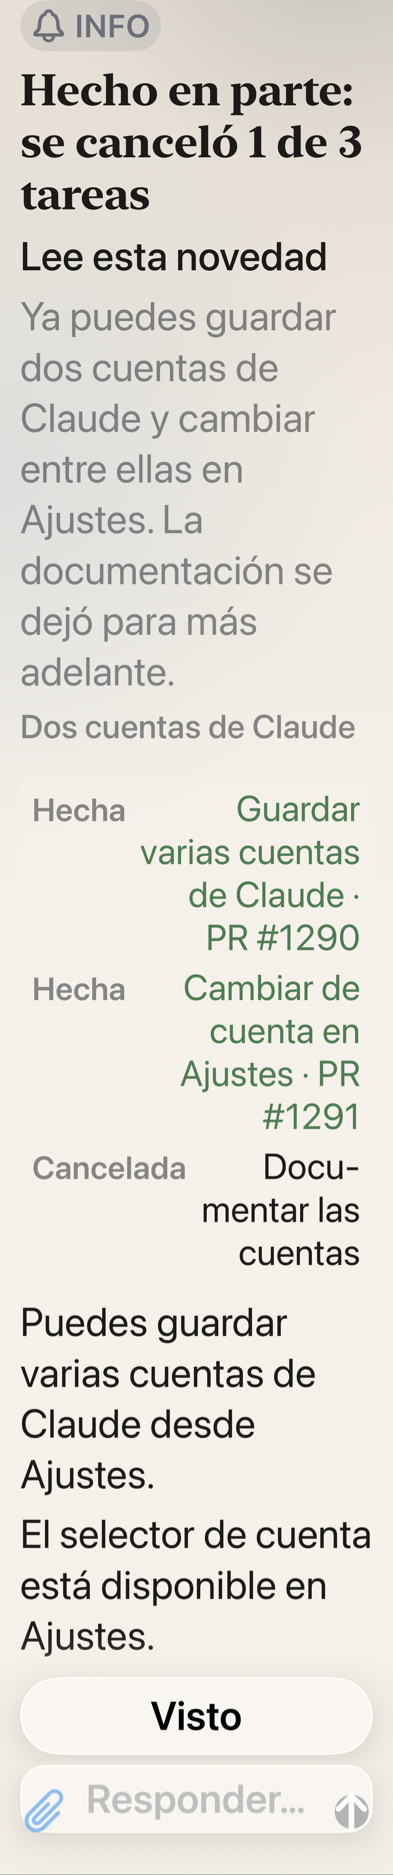 INFO
Hecho en parte:
se canceló 1 de 3
tareas
Lee esta novedad
Ya puedes guardar
dos cuentas de
Claude y cambiar
entre ellas en
Ajustes. La
documentación se
dejó para más
adelante.
Dos cuentas de Claude
Hecha Guardar
varias cuentas
de Claude ·
PR #1290
Hecha Cambiar de
cuenta en
Ajustes · PR
#1291
Cancelada Docu-
mentar las
cuentas
Puedes guardar
varias cuentas de
Claude desde
Ajustes.
El selector de cuenta
está disponible en
Ajustes.
Visto
Responder...